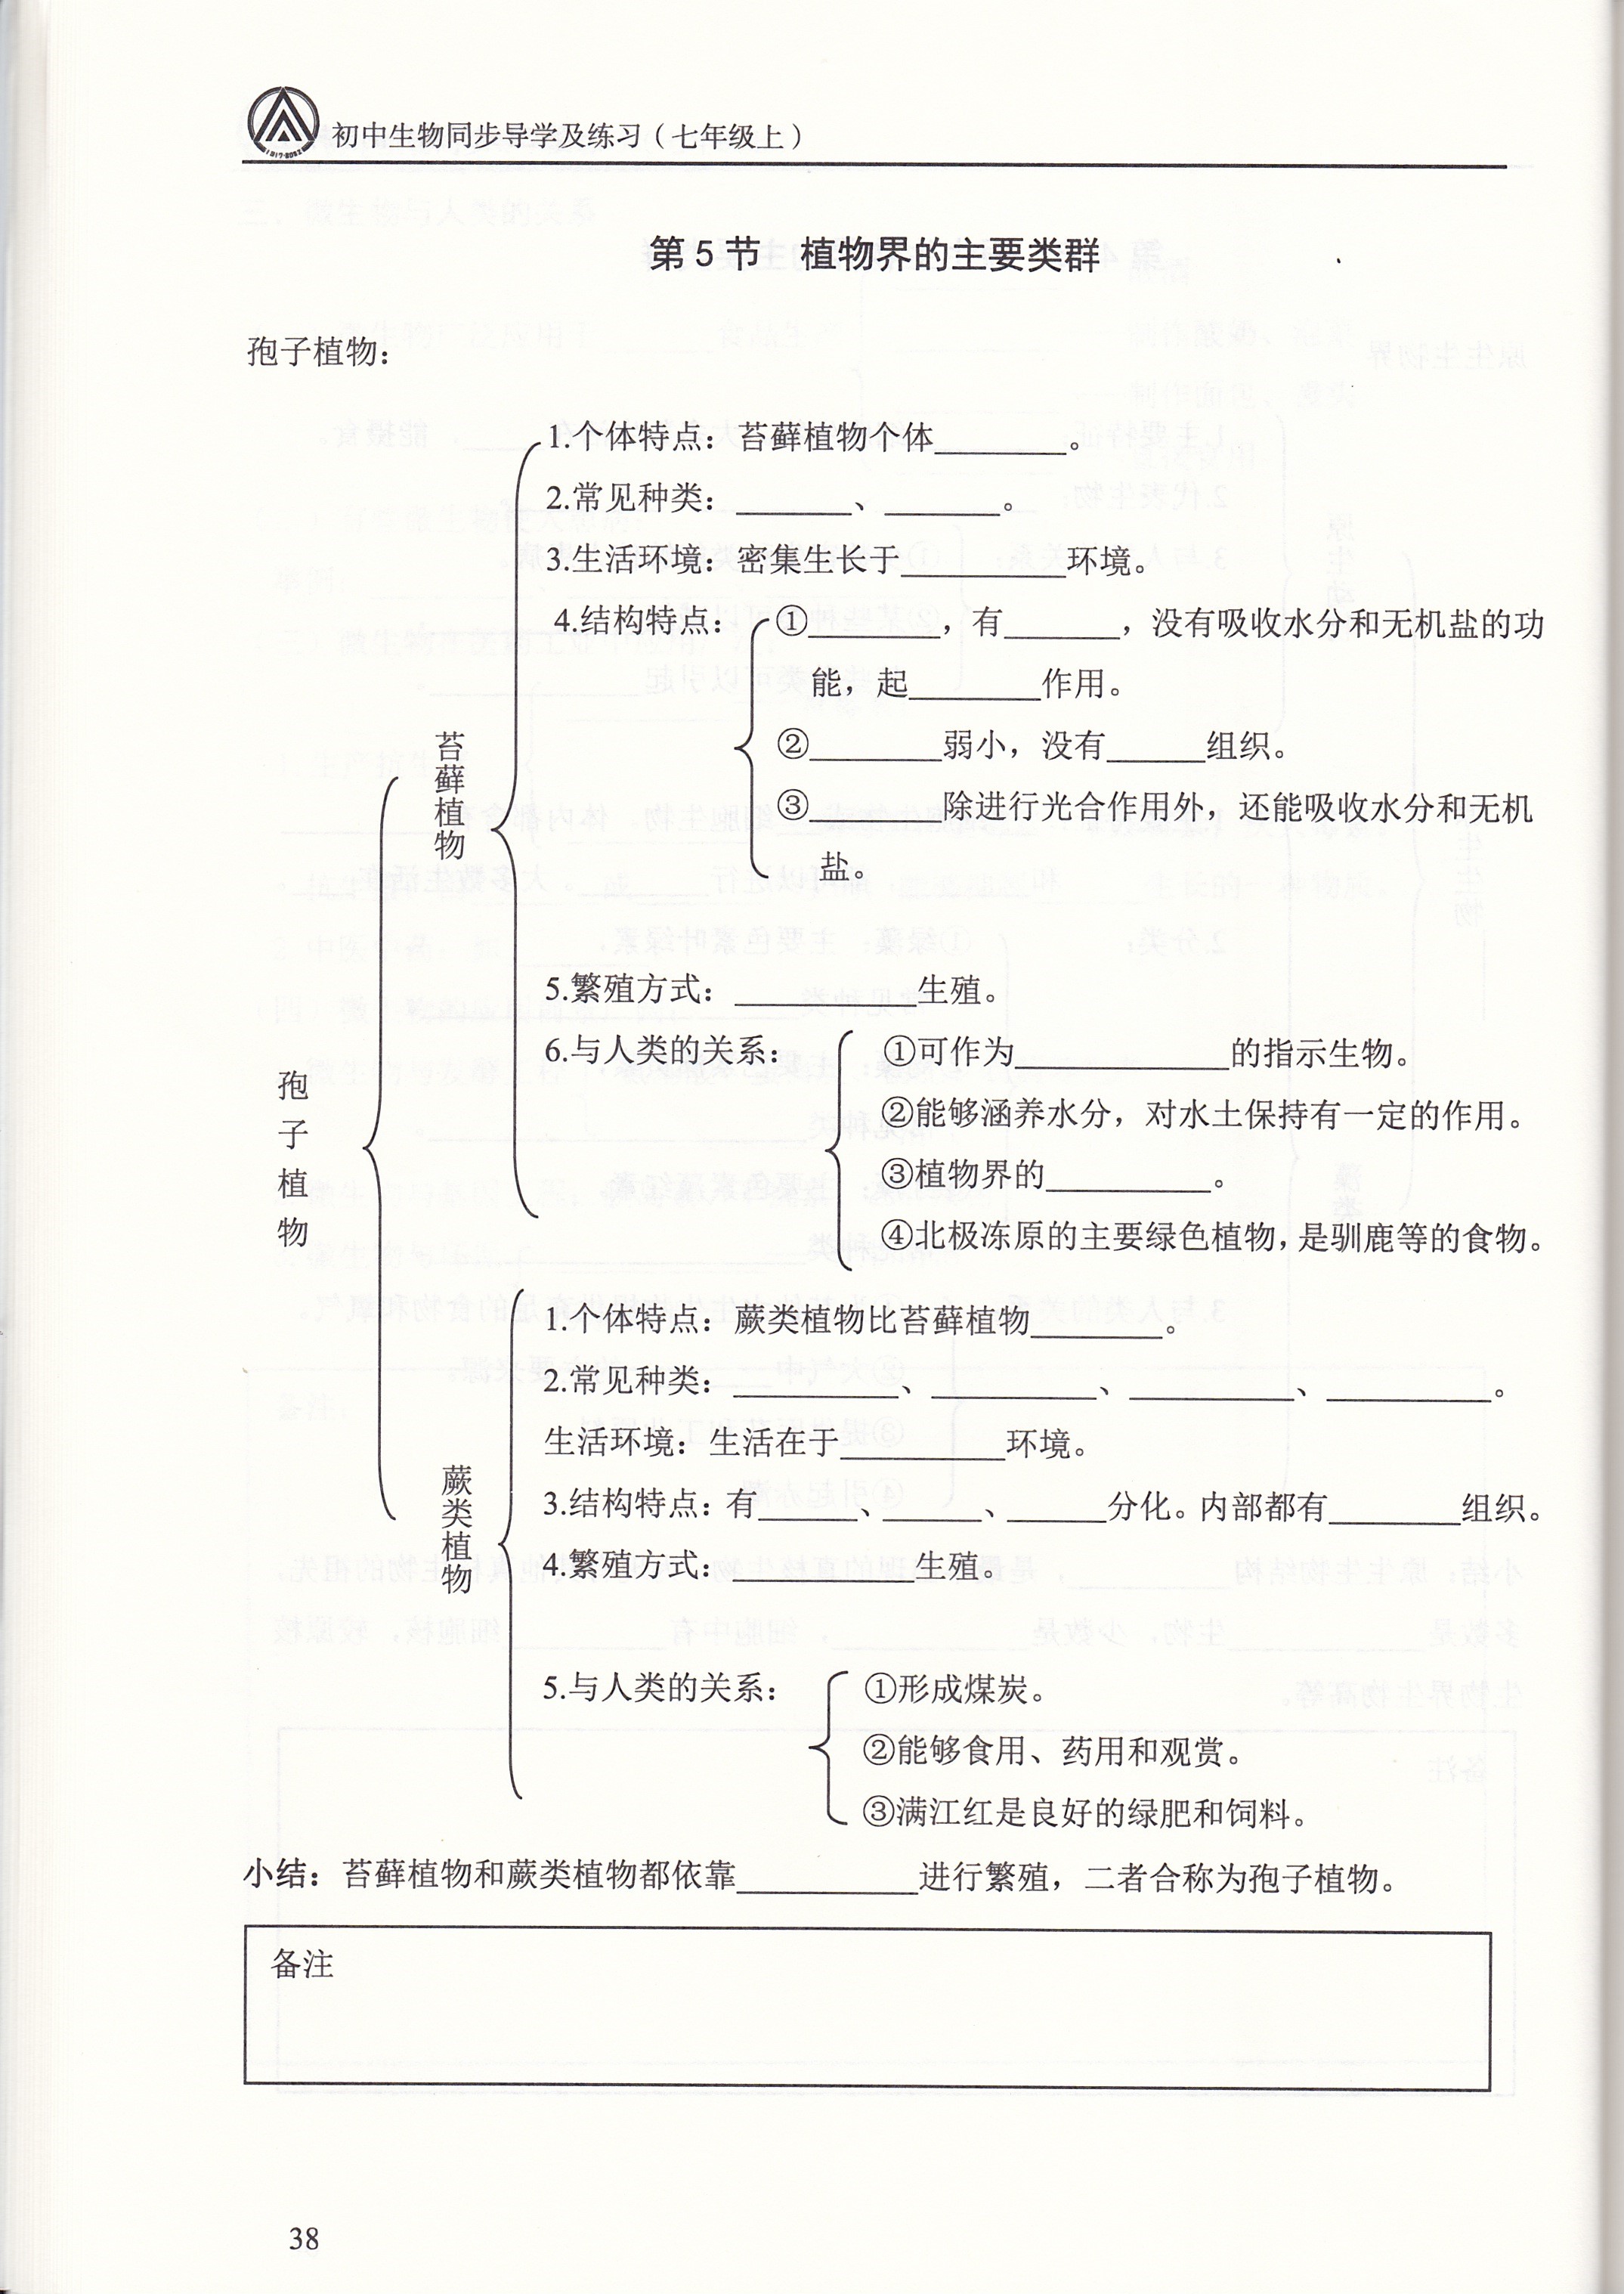 初中生物同步导学及练习（七年级上）
第 5 节　植物界的主要类群
孢子植物：
孢子植物
苔藓植物
1.个体特点：苔藓植物个体________。
2.常见种类：_______、_______。
3.生活环境：密集生长于__________环境。
4.结构特点：
①________，有_______，没有吸收水分和无机盐的功
能，起________作用。
②________弱小，没有______组织。
③________除进行光合作用外，还能吸收水分和无机
盐。
5.繁殖方式：___________生殖。
6.与人类的关系：
①可作为_____________的指示生物。
②能够涵养水分，对水土保持有一定的作用。
③植物界的__________。
④北极冻原的主要绿色植物，是驯鹿等的食物。
蕨类植物
1.个体特点：蕨类植物比苔藓植物________。
2.常见种类：__________、__________、__________、__________。
生活环境：生活在于__________环境。
3.结构特点：有______、______、______分化。内部都有________组织。
4.繁殖方式：___________生殖。
5.与人类的关系：
①形成煤炭。
②能够食用、药用和观赏。
③满江红是良好的绿肥和饲料。
小结：苔藓植物和蕨类植物都依靠___________进行繁殖，二者合称为孢子植物。
备注
38